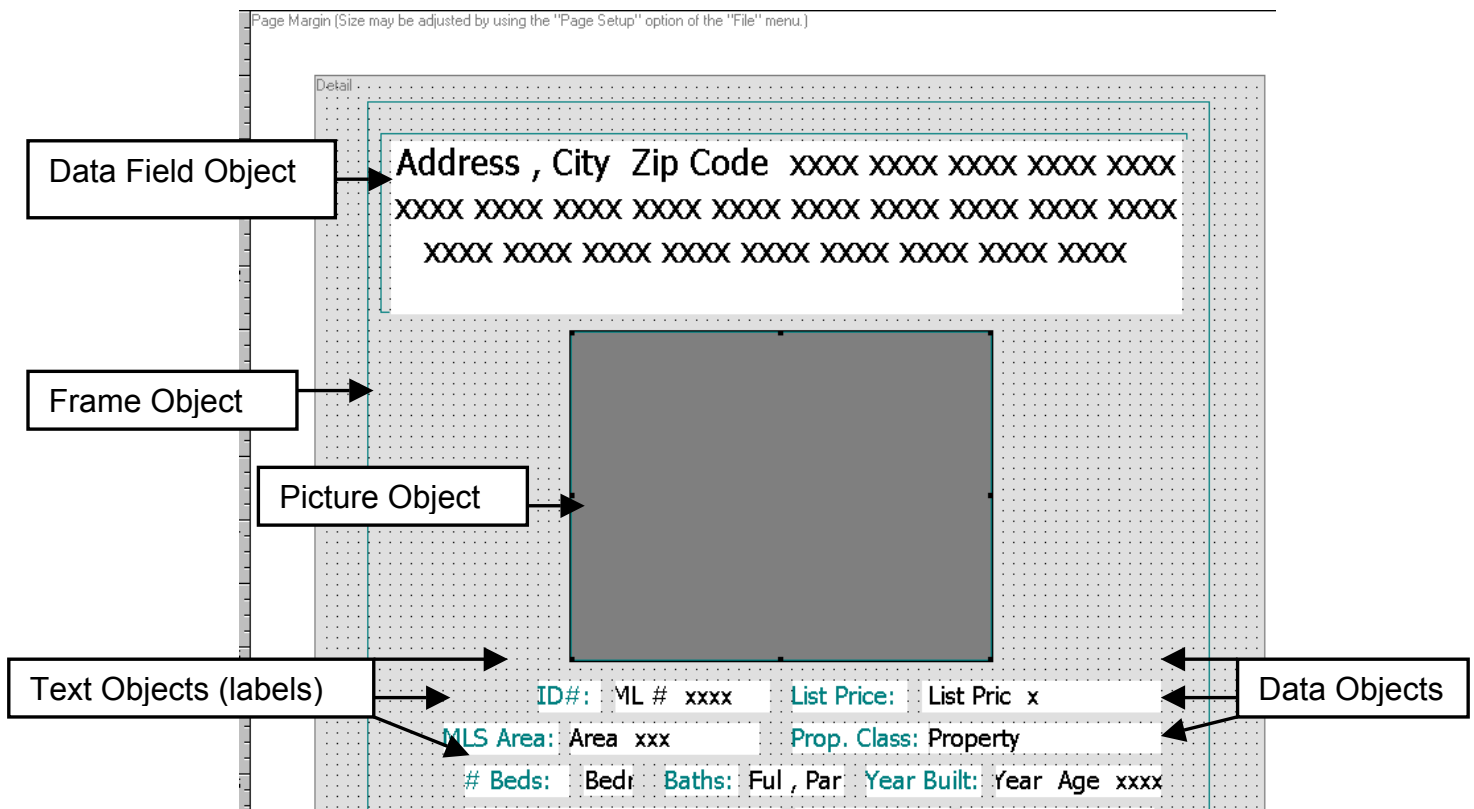 Page Margin (Size may be adjusted by using the "Page Setup" option of the "File" menu.)
Detail
Data Field Object
Address , City Zip Code xxxx xxxx xxxx xxxx xxxx
xxxx xxxx xxxx xxxx xxxx xxxx xxxx xxxx xxxx xxxx
xxxx xxxx xxxx xxxx xxxx xxxx xxxx xxxx xxxx
Frame Object
Picture Object
Text Objects (labels)
Data Objects
ID#: ML # xxxx List Price: List Pric x
MLS Area: Area xxx Prop. Class: Property
# Beds: Bedr Baths: Ful , Par Year Built: Year Age xxxx